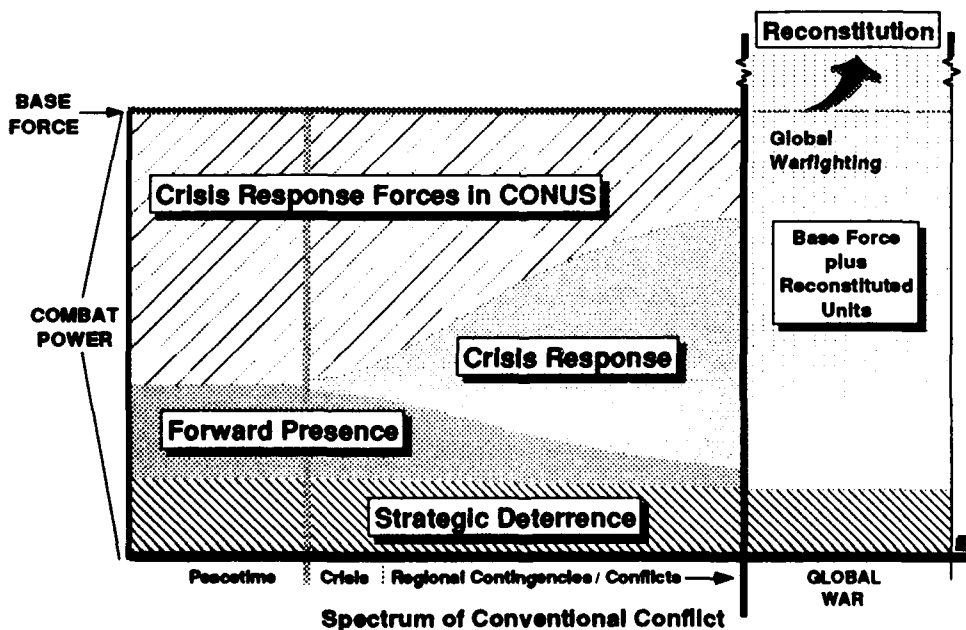 Reconstitution
BASE
FORCE
Global
Warfighting
Crisis Response Forces in CONUS
Base Force
plus
Reconstituted
Units
COMBAT
POWER
Crisis Response
Forward Presence
Strategic Deterrence
Peacetime
Crisis
Regional Contingencies / Conflicts
GLOBAL
WAR
Spectrum of Conventional Conflict